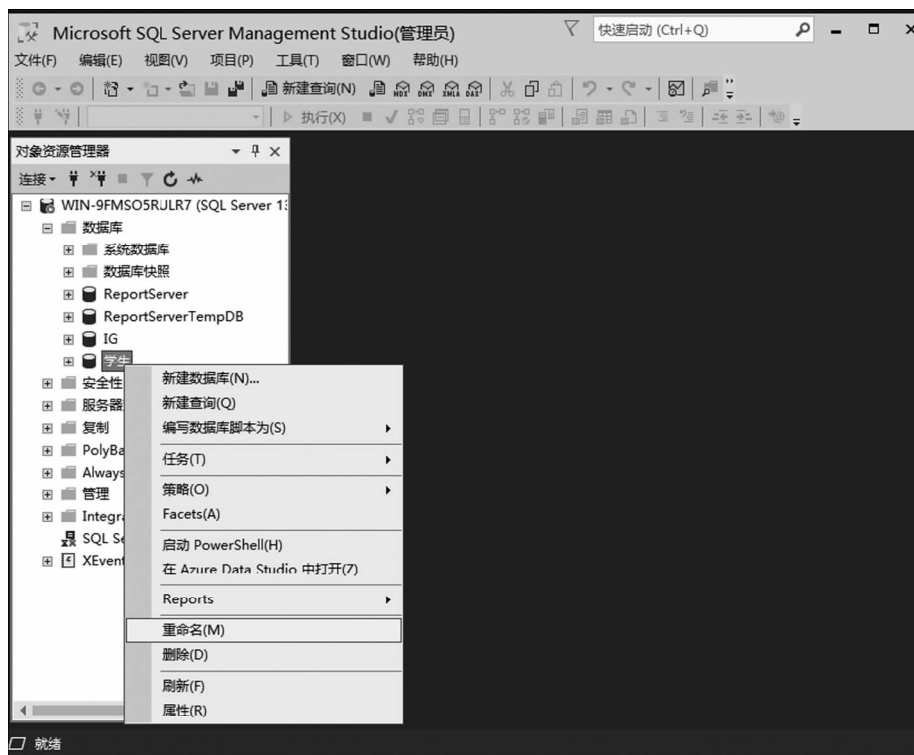 Microsoft SQL Server Management Studio(管理员)
快速启动 (Ctrl+Q)
文件(F) 编辑(E) 视图(V) 项目(P) 工具(T) 窗口(W) 帮助(H)
新建查询(N)
MDX DMX XMLA DAX
执行(X)
对象资源管理器
连接
WIN-9FMSO5RJLR7 (SQL Server 13
数据库
系统数据库
数据库快照
ReportServer
ReportServerTempDB
IG
学生
安全性
服务器
复制
PolyBa
Always
管理
Integra
SQL Se
XEvent
新建数据库(N)...
新建查询(Q)
编写数据库脚本为(S)
任务(T)
策略(O)
Facets(A)
启动 PowerShell(H)
在 Azure Data Studio 中打开(Z)
Reports
重命名(M)
删除(D)
刷新(F)
属性(R)
就绪